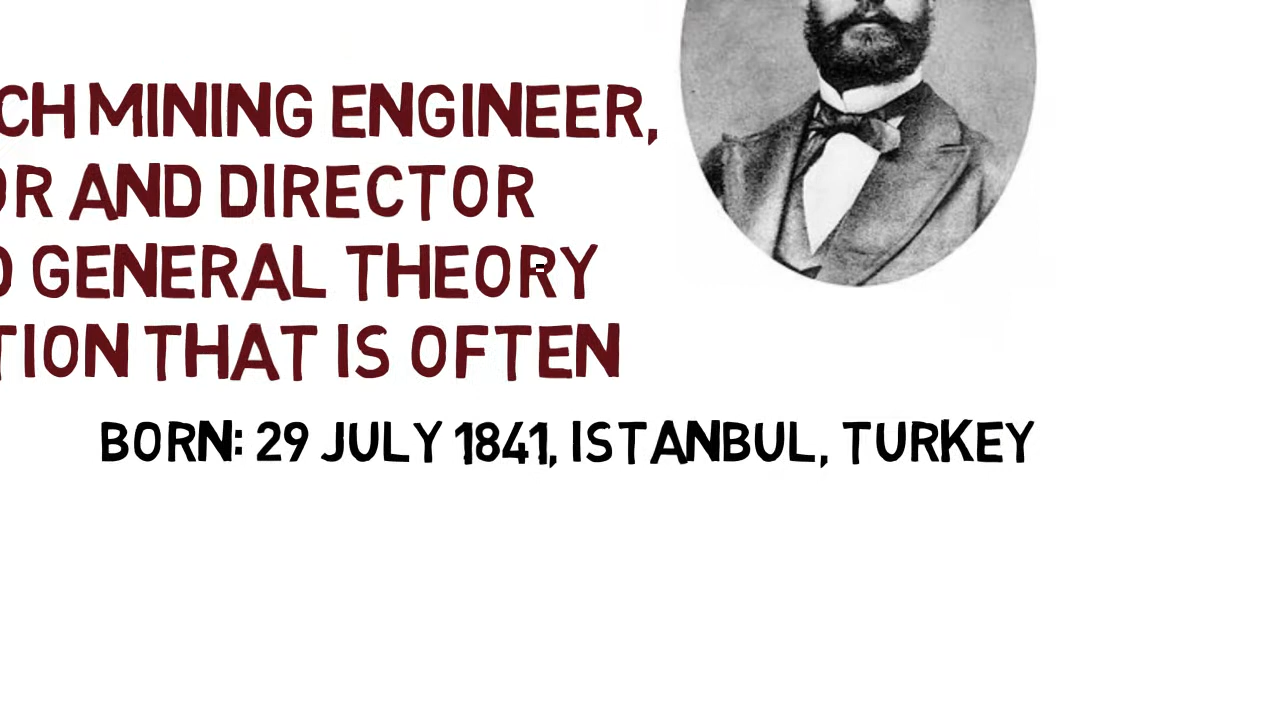 CH MINING ENGINEER,
OR AND DIRECTOR
GENERAL THEORY
TION THAT IS OFTEN
BORN: 29 JULY 1841, ISTANBUL, TURKEY